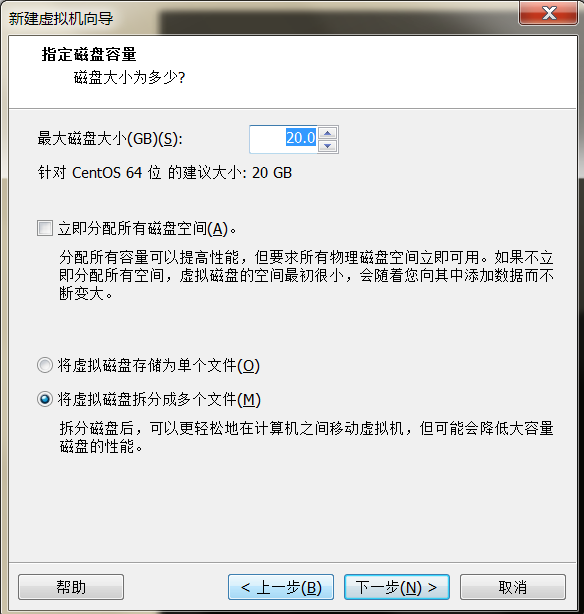 新建虚拟机向导
指定磁盘容量
磁盘大小为多少?
最大磁盘大小(GB)(S): 20.0
针对 CentOS 64 位 的建议大小: 20 GB
立即分配所有磁盘空间(A)。
分配所有容量可以提高性能，但要求所有物理磁盘空间立即可用。如果不立
即分配所有空间，虚拟磁盘的空间最初很小，会随着您向其中添加数据而不
断变大。
将虚拟磁盘存储为单个文件(O)
将虚拟磁盘拆分成多个文件(M)
拆分磁盘后，可以更轻松地在计算机之间移动虚拟机，但可能会降低大容量
磁盘的性能。
帮助 < 上一步(B) 下一步(N) > 取消